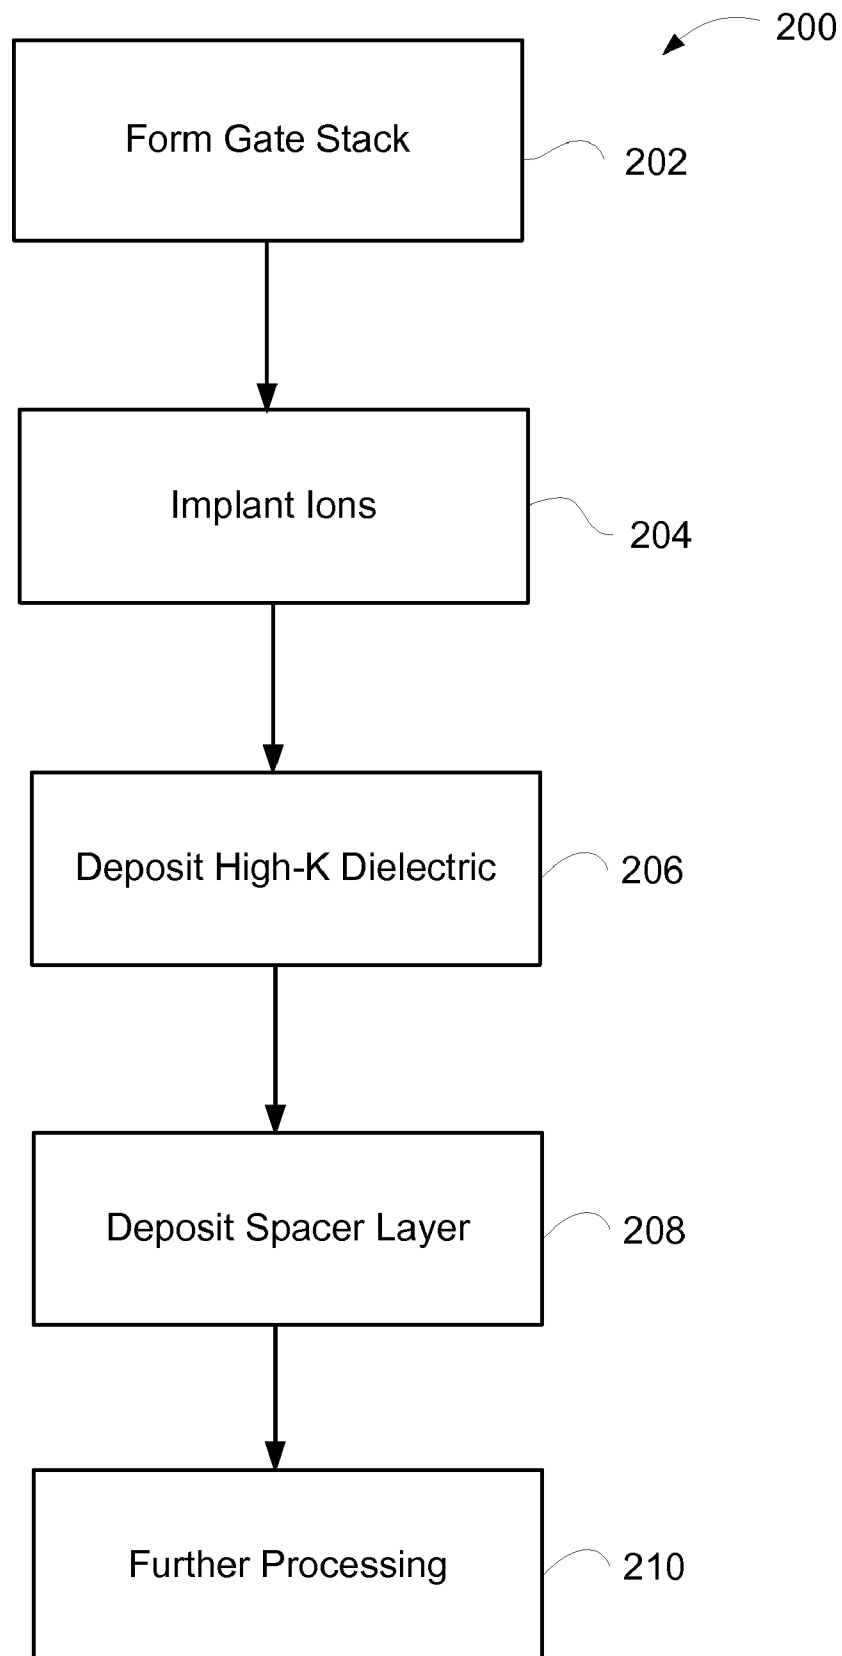 200
Form Gate Stack
202
Implant Ions
204
Deposit High-K Dielectric
206
Deposit Spacer Layer
208
Further Processing
210